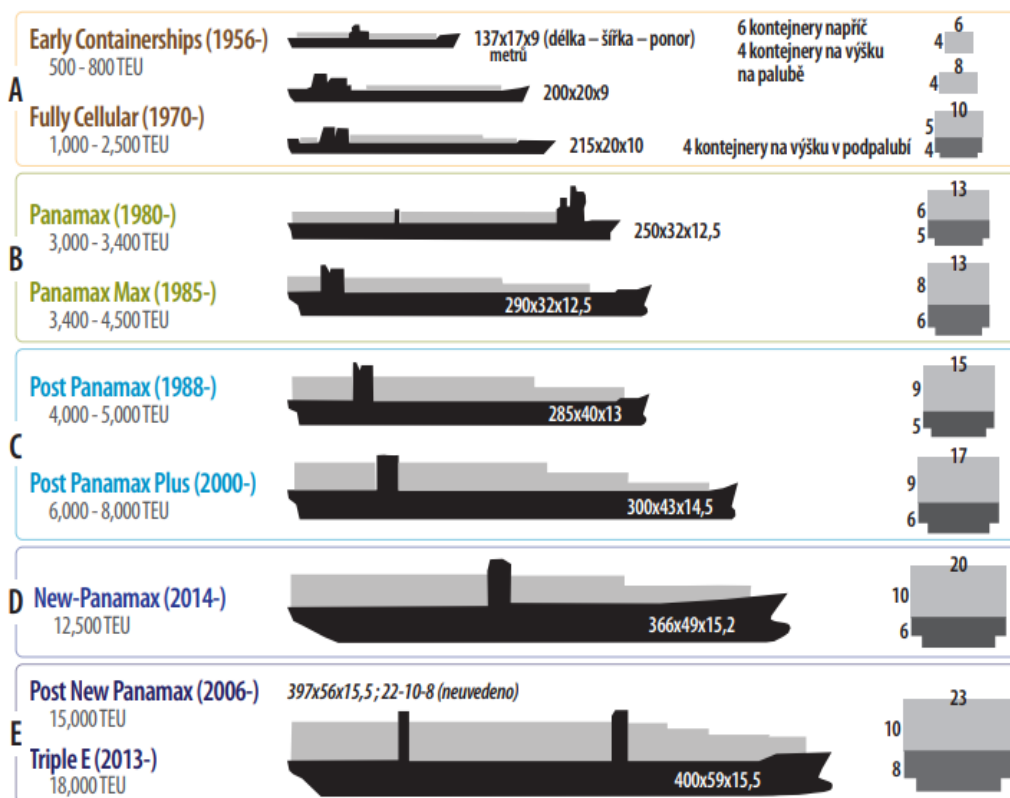 A
Early Containerships (1956-)
500 - 800 TEU
137x17x9 (délka – šířka – ponor)
metrů
6 kontejnery napříč
4 kontejnery na výšku
na palubě
6
4
200x20x9
8
4
Fully Cellular (1970-)
1,000 - 2,500 TEU
215x20x10
4 kontejnery na výšku v podpalubí
10
5
4
B
Panamax (1980-)
3,000 - 3,400 TEU
250x32x12,5
13
6
5
Panamax Max (1985-)
3,400 - 4,500 TEU
290x32x12,5
13
8
6
C
Post Panamax (1988-)
4,000 - 5,000 TEU
285x40x13
15
9
5
Post Panamax Plus (2000-)
6,000 - 8,000 TEU
300x43x14,5
17
9
6
D
New-Panamax (2014-)
12,500 TEU
366x49x15,2
20
10
6
E
Post New Panamax (2006-)
15,000 TEU
397x56x15,5 ; 22-10-8 (neuvedeno)
Triple E (2013-)
18,000 TEU
400x59x15,5
23
10
8